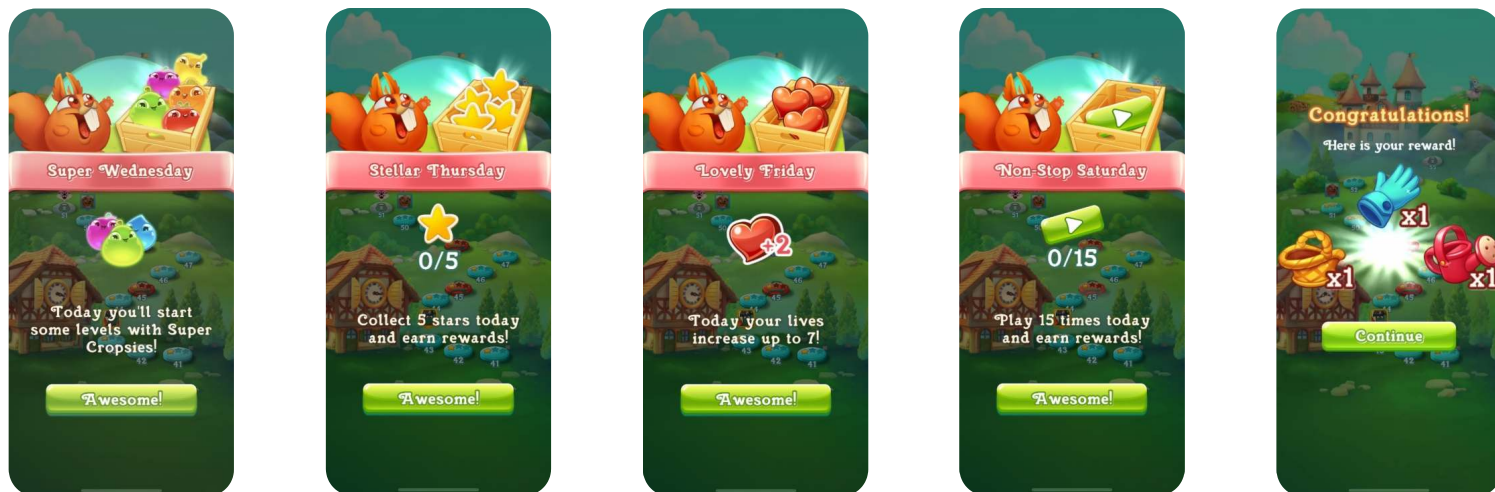 Super Wednesday
Today you'll start
some levels with Super
Cropsies!
Awesome!
Stellar Thursday
0/5
Collect 5 stars today
and earn rewards!
Awesome!
Lovely Friday
+2
Today your lives
increase up to 7!
Awesome!
Non-Stop Saturday
0/15
Play 15 times today
and earn rewards!
Awesome!
Congratulations!
Here is your reward!
x1
x1
x1
Continue